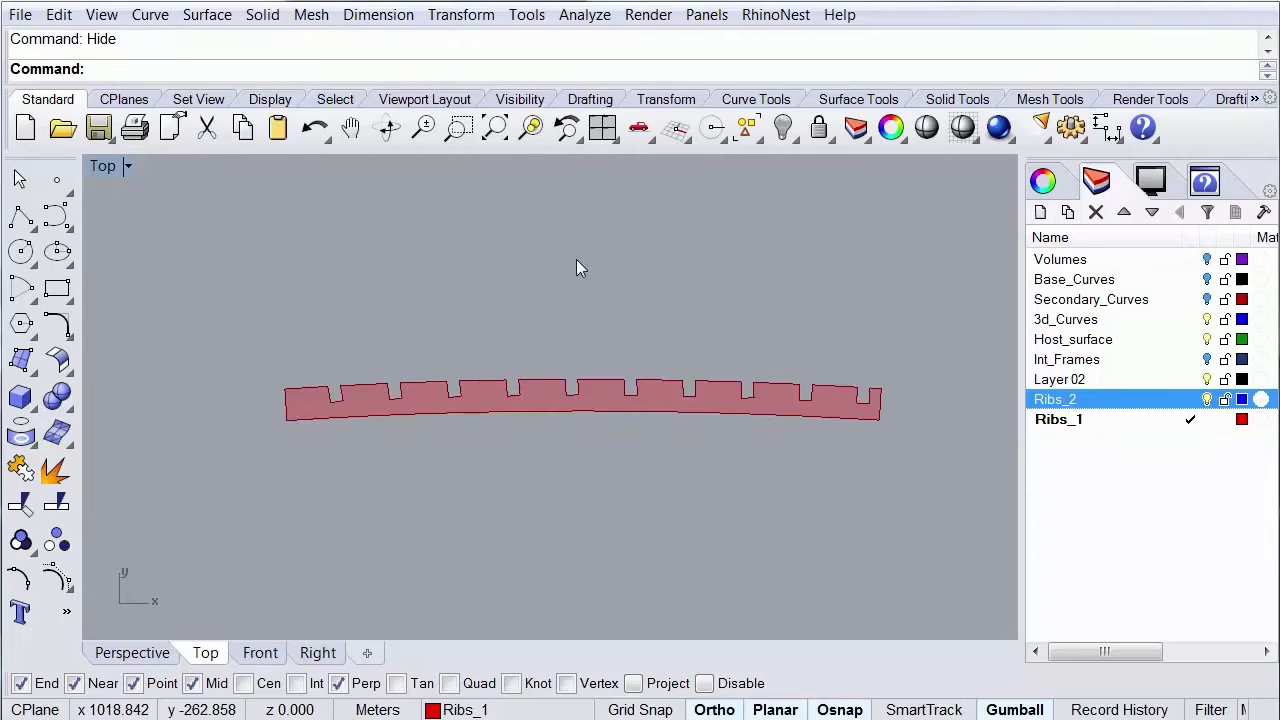 File Edit View Curve Surface Solid Mesh Dimension Transform Tools Analyze Render Panels RhinoNest Help
Command: Hide
Command:
Standard CPlanes Set View Display Select Viewport Layout Visibility Drafting Transform Curve Tools Surface Tools Solid Tools Mesh Tools Render Tools Drafti »
Top
Name Mat
Volumes
Base_Curves
Secondary_Curves
3d_Curves
Host_surface
Int_Frames
Layer 02
Ribs_2
Ribs_1
y
x
Perspective Top Front Right
End Near Point Mid Cen Int Perp Tan Quad Knot Vertex Project Disable
CPlane x 1018.842 y -262.858 z 0.000 Meters Ribs_1 Grid Snap Ortho Planar Osnap SmartTrack Gumball Record History Filter